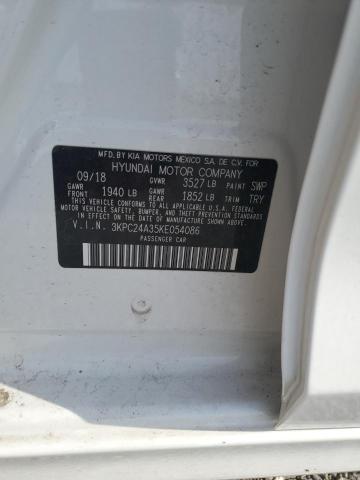 MFD.BY KIA MOTORS MEXICO S.A. DE C.V. FOR
HYUNDAI MOTOR COMPANY
09/18 GVWR 3527 LB PAINT SWP
GAWR FRONT 1940 LB GAWR REAR 1852 LB TRIM TRY
THIS VEHICLE CONFORMS TO ALL APPLICABLE U.S.A. FEDERAL
MOTOR VEHICLE SAFETY, BUMPER, AND THEFT PREVENTION
STANDARDS IN EFFECT ON THE DATE OF MANUFACTURE SHOWN ABOVE.
V.I.N. 3KPC24A35KE054086
PASSENGER CAR